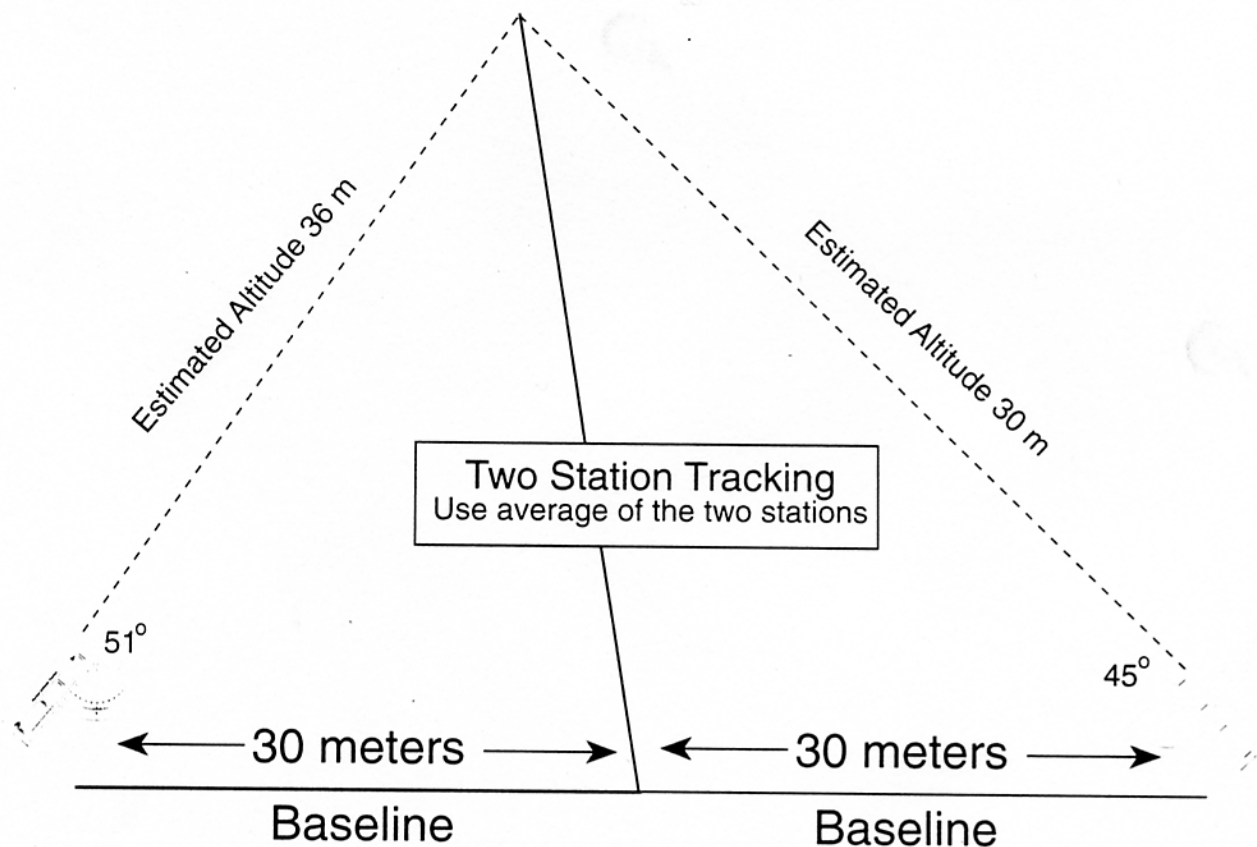 Estimated Altitude 36 m
Estimated Altitude 30 m
Two Station Tracking
Use average of the two stations
51°
45°
30 meters
30 meters
Baseline
Baseline